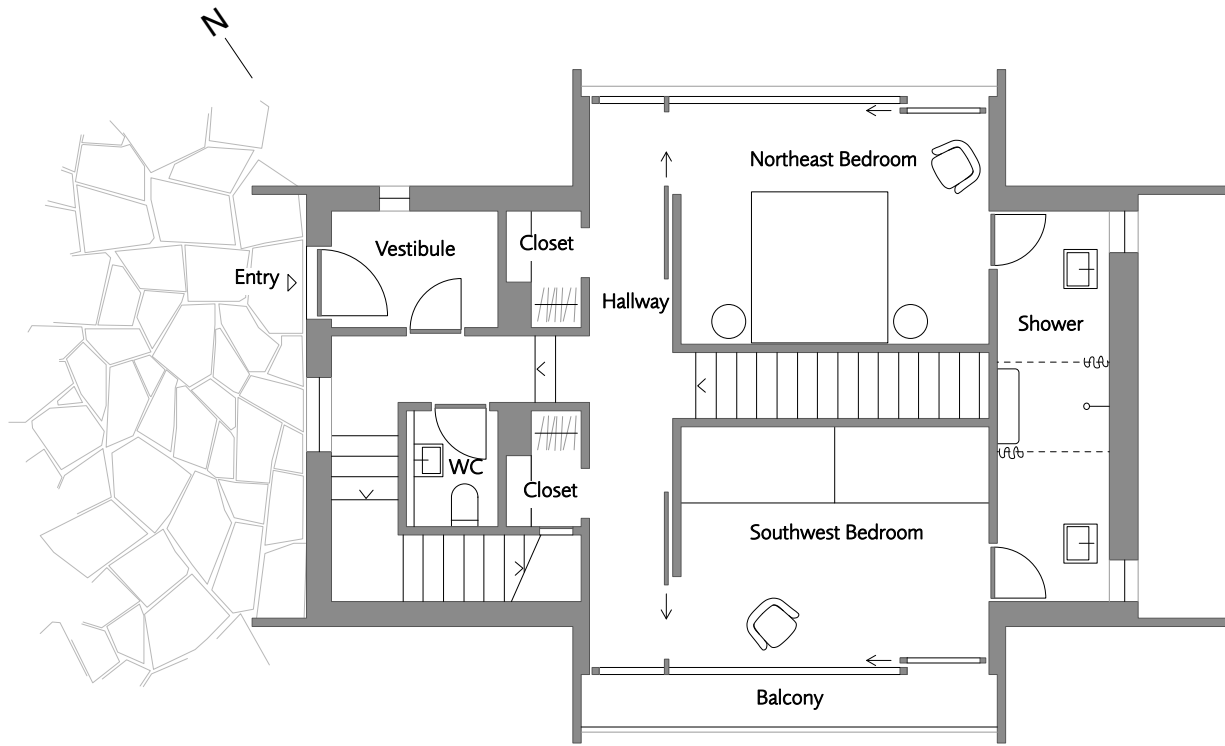 N
Northeast Bedroom
Closet
Vestibule
Entry
Hallway
Shower
WC
Closet
Southwest Bedroom
Balcony